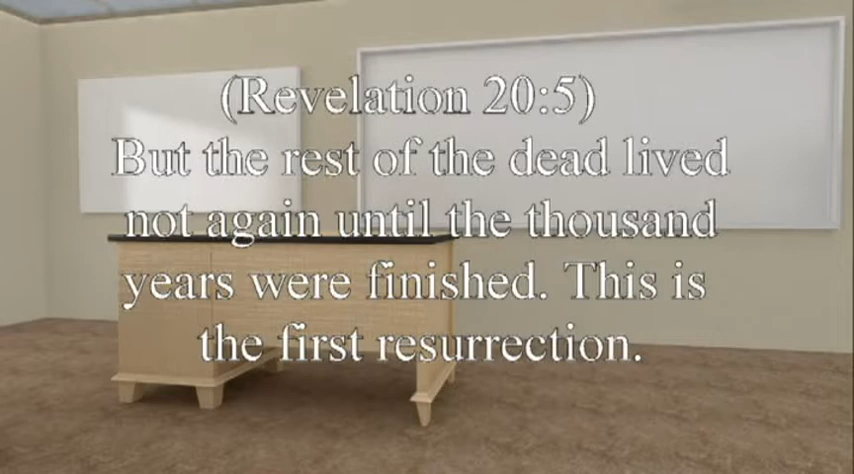 (Revelation 20:5)
But the rest of the dead lived
not again until the thousand
years were finished. This is
the first resurrection.